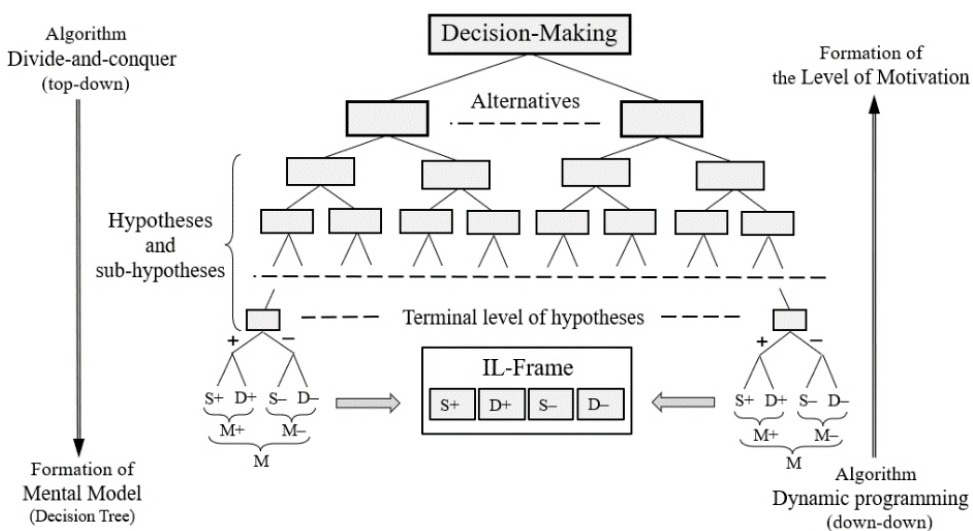 Algorithm
Divide-and-conquer
(top-down)
Decision-Making
Formation of
the Level of Motivation
Alternatives
Hypotheses
and
sub-hypotheses
Terminal level of hypotheses
+ −
+ −
IL-Frame
S+ D+ S− D−
S+ D+ S− D−
S+ D+ S− D−
M+ M−
M
M+ M−
M
Formation of
Mental Model
(Decision Tree)
Algorithm
Dynamic programming
(down-down)